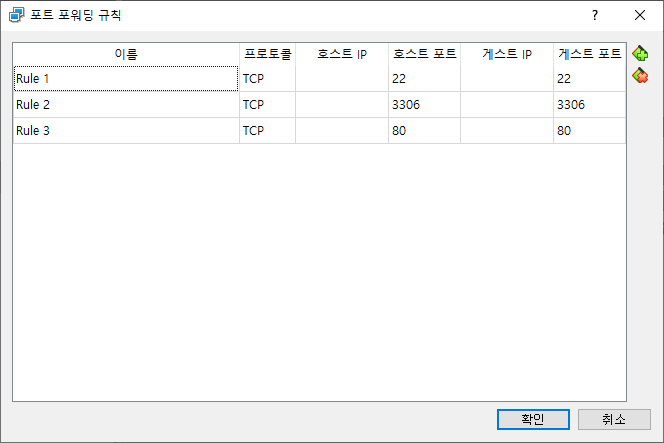 포트 포워딩 규칙
이름 프로토콜 호스트 IP 호스트 포트 게스트 IP 게스트 포트
Rule 1 TCP 22 22
Rule 2 TCP 3306 3306
Rule 3 TCP 80 80
확인 취소